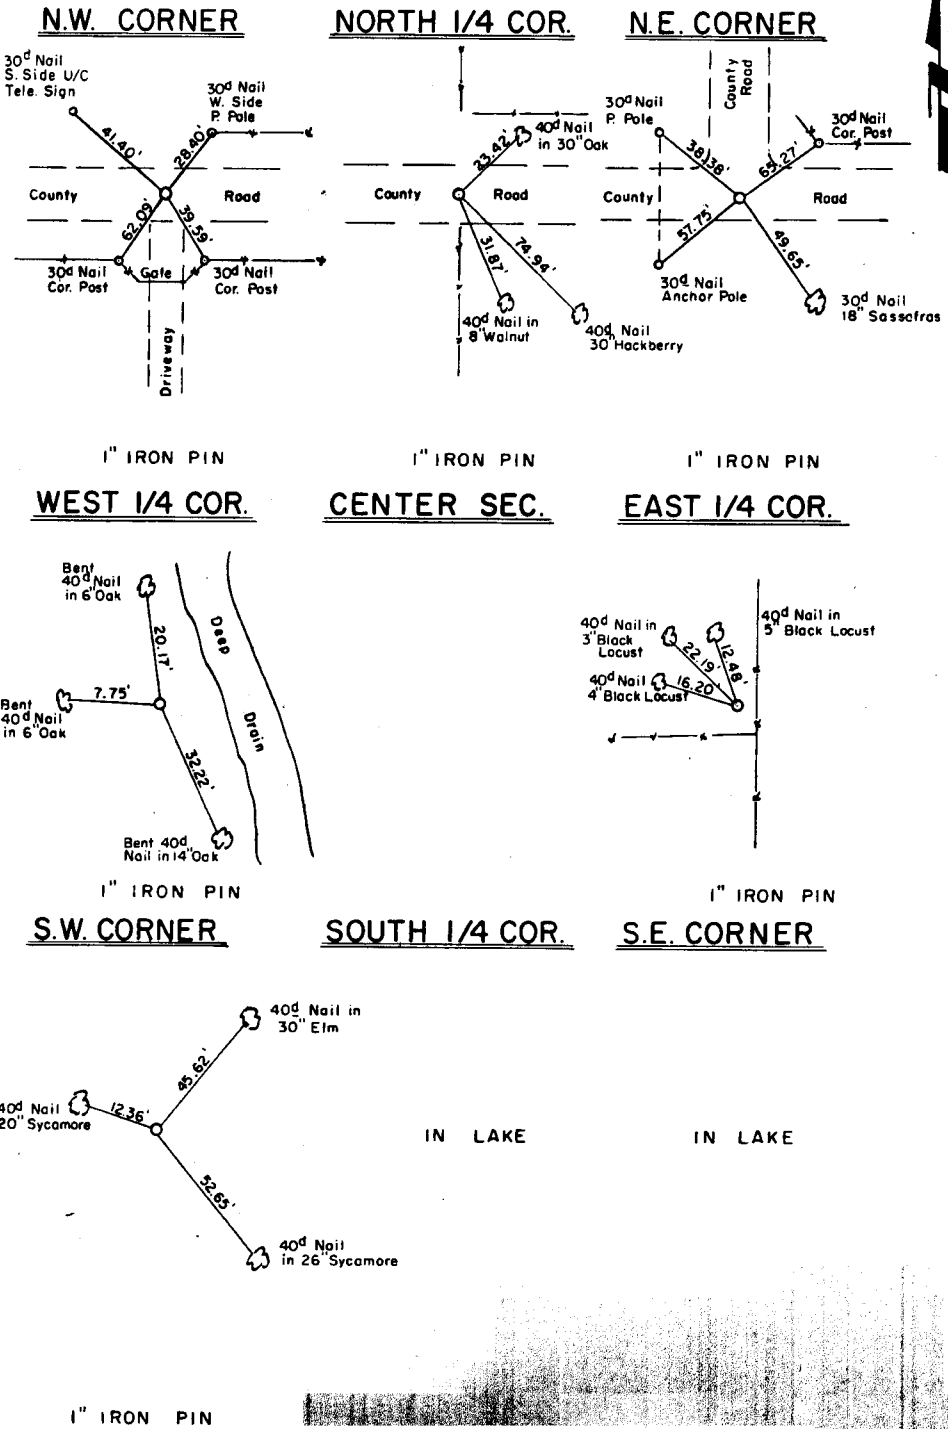 N.W. CORNER
30d Nail
S. Side U/C
Tele. Sign
30d Nail
W. Side
P. Pole
41.40'
28.40'
County Road
62.09'
39.59'
30d Nail
Cor. Post
Gate
30d Nail
Cor. Post
Driveway
1" IRON PIN
NORTH 1/4 COR.
40d Nail
in 30" Oak
23.42'
County Road
31.87'
74.94'
40d Nail in
8" Walnut
40d Nail
30" Hackberry
1" IRON PIN
N.E. CORNER
County
Road
30d Nail
P. Pole
30d Nail
Cor. Post
38.38'
65.27'
County Road
57.75'
49.65'
30d Nail
Anchor Pole
30d Nail
18" Sassafras
1" IRON PIN
WEST 1/4 COR.
Bent
40d Nail
in 6" Oak
20.17'
Deep
Drain
7.75'
Bent
40d Nail
in 6" Oak
32.22'
Bent 40d
Nail in 14" Oak
1" IRON PIN
CENTER SEC.
EAST 1/4 COR.
40d Nail in
3" Black
Locust
40d Nail in
5" Black Locust
22.19'
12.48'
40d Nail
4" Black Locust
16.20'
1" IRON PIN
S.W. CORNER
40d Nail in
30" Elm
45.62'
40d Nail
20" Sycamore
12.36'
52.65'
40d Nail
in 26" Sycamore
1" IRON PIN
SOUTH 1/4 COR.
IN LAKE
S.E. CORNER
IN LAKE